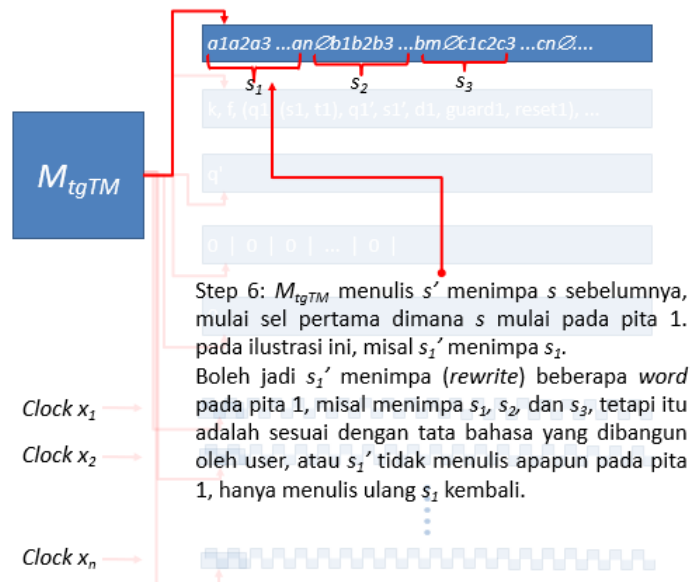 a1a2a3 ...an∅b1b2b3 ...bm∅c1c2c3 ...cn∅....
s1 s2 s3
k, f, (q1, (s1, t1), q1', s1', d1, guard1, reset1), ...
MtgTM
q'
0 | 0 | 0 | ... | 0 |
Step 6: MtgTM menulis s' menimpa s sebelumnya,
mulai sel pertama dimana s mulai pada pita 1.
pada ilustrasi ini, misal s1' menimpa s1.
Boleh jadi s1' menimpa (rewrite) beberapa word
pada pita 1, misal menimpa s1, s2, dan s3, tetapi itu
adalah sesuai dengan tata bahasa yang dibangun
oleh user, atau s1' tidak menulis apapun pada pita
1, hanya menulis ulang s1 kembali.
Clock x1
Clock x2
Clock xn